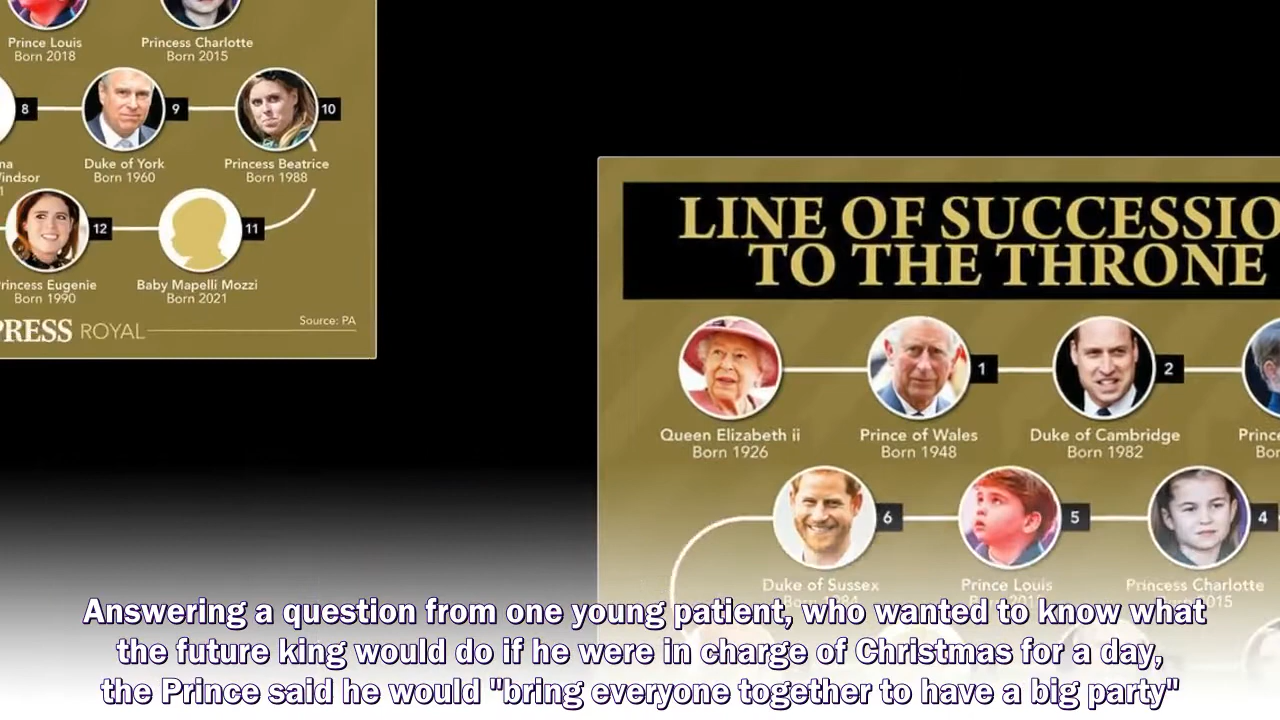 Prince Louis
Born 2018
Princess Charlotte
Born 2015
8
9
10
Duke of York
Born 1960
Princess Beatrice
Born 1988
12
11
Eugenie
Born 1990
Baby Mapelli Mozzi
Born 2021
ROYAL
Source: PA
LINE OF
TO THE THRONE
1
2
Queen Elizabeth ii
Born 1926
Prince of Wales
Born 1948
Duke of Cambridge
Born 1982
6
5
4
Duke of Sussex
Born 1984
Prince Louis
Princess Charlotte
2015
Answering a question from one young patient, who wanted to know what
the future king would do if he were in charge of Christmas for a day,
the Prince said he would "bring everyone together to have a big party"